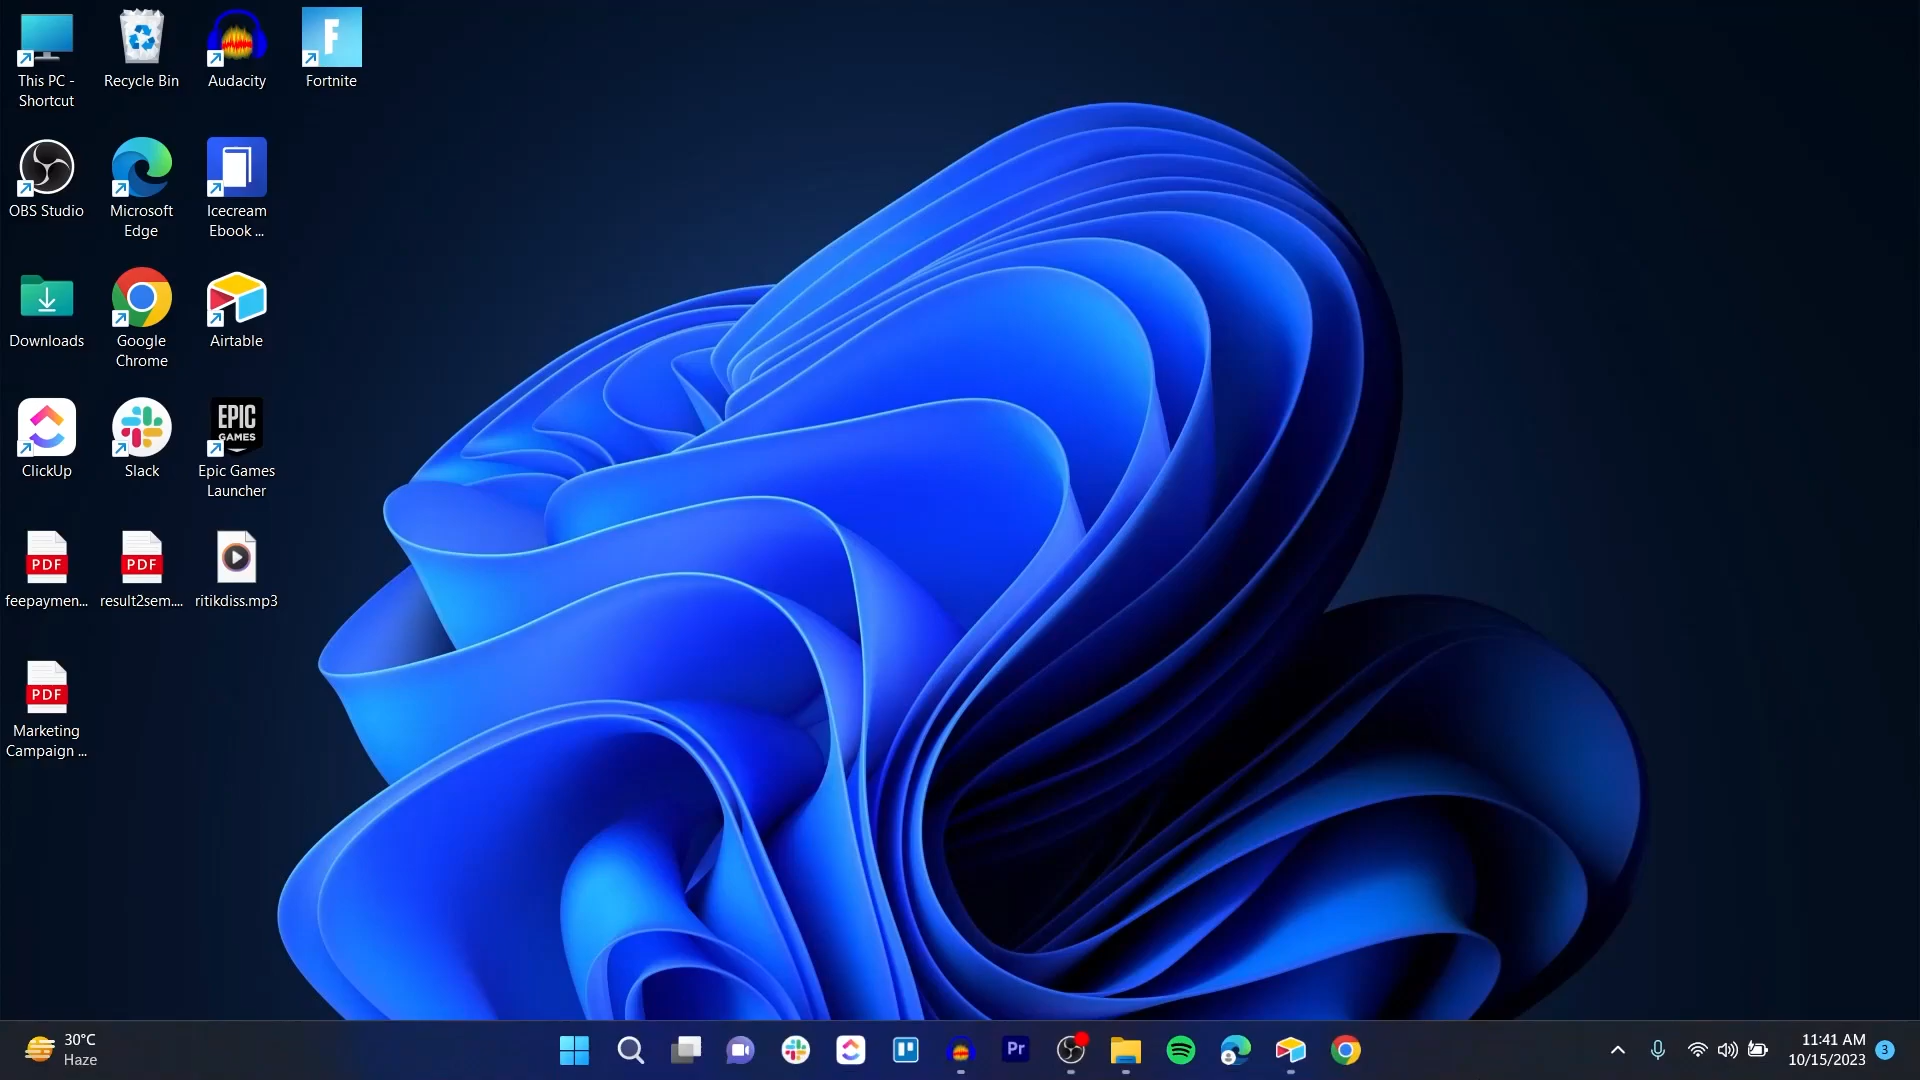 This PC -
Shortcut
Recycle Bin
Audacity
F
Fortnite
OBS Studio
Microsoft
Edge
Icecream
Ebook ...
Downloads
Google
Chrome
Airtable
ClickUp
Slack
EPIC
GAMES
Epic Games
Launcher
PDF
feepaymen...
PDF
result2sem....
ritikdiss.mp3
PDF
Marketing
Campaign ...
30°C
Haze
Pr
11:41 AM
10/15/2023
3